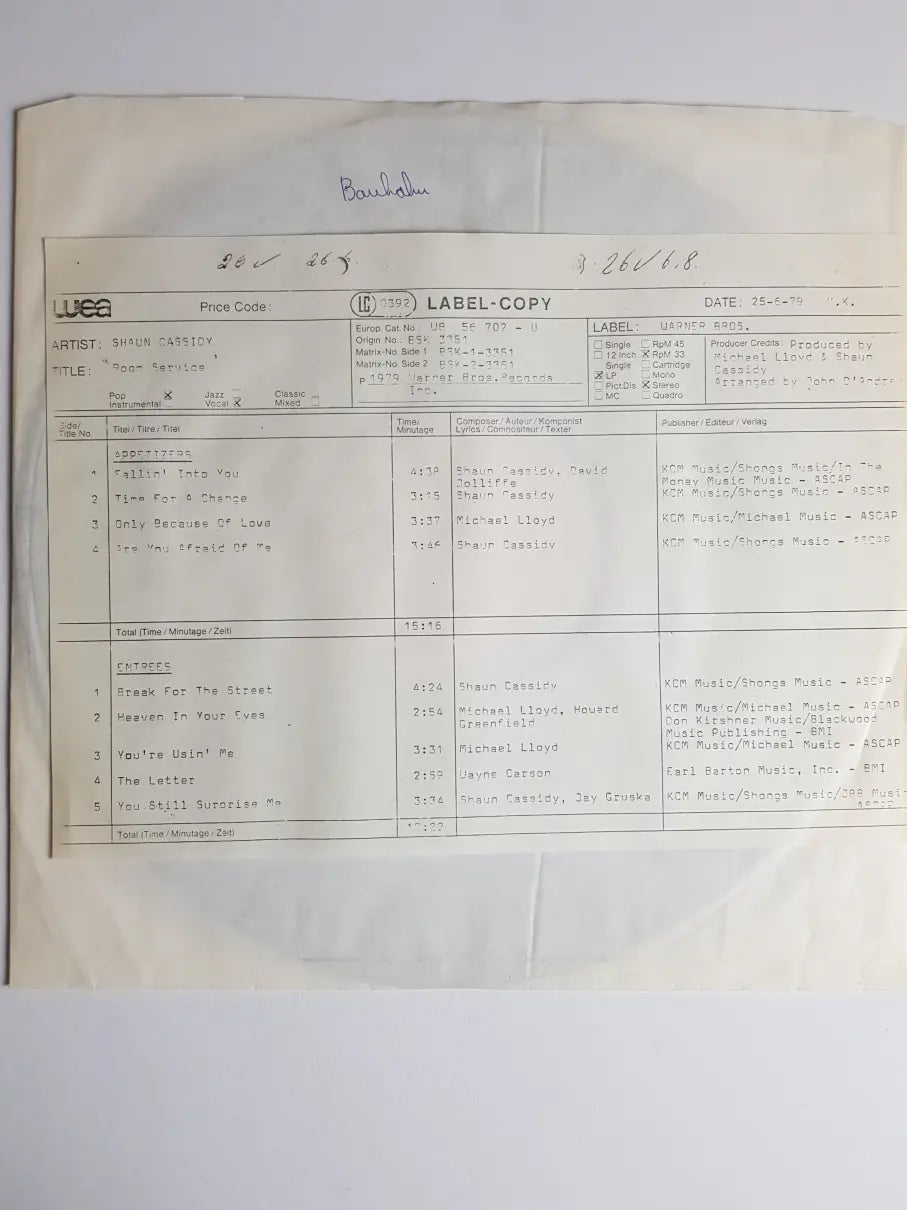 26 ✓ 26.
26 ✓ 6.8.
wea
Price Code:
LC 0392 LABEL-COPY
DATE: 25-6-79 .K.
ARTIST: SHAUN CASSIDY
TITLE: "Room Service
Pop ☒ Jazz Classic
Instrumental Vocal ☒ Mixed ☐
Europ. Cat. No: WB 56 702 - U
Origin. No.: BSK 3351
Matrix-No. Side 1 BSK-1-3351
Matrix-No. Side 2 BSK-2-3351
p 1979 Warner Bros. Records
Inc.
LABEL: WARNER BROS.
☐ Single ☐ RpM 45
☐ 12 Inch ☒ RpM 33
Single ☐ Cartridge
☒ LP ☐ Mono
☐ Pict.Dis ☒ Stereo
☐ MC ☐ Quadro
Producer Credits: Produced by
Michael Lloyd & Shaun
Cassidy
Arranged by John
Side/
Title No.
Titel / Titre / Titel
Time/
Minutage
Composer / Auteur / Komponist
Lyrics / Compositeur / Texter
Publisher / Editeur / Verlag
APPETIZERS
1 Fallin' Into You 4:38 Shaun Cassidy, David KCM Music/Shongs Music/In The
Jolliffe Money Music Music - ASCAP
2 Time For A Change 3:15 Shaun Cassidy KCM Music/Shongs Music - ASCAP
3 Only Because Of Love 3:37 Michael Lloyd KCM Music/Michael Music - ASCAP
4 Are You Afraid Of Me 3:46 Shaun Cassidy KCM Music/Shongs Music - ASCAP
Total (Time / Minutage / Zeit) 15:16
ENTREES
1 Break For The Street 4:24 Shaun Cassidy KCM Music/Shongs Music - ASCAP
2 Heaven In Your Eyes 2:54 Michael Lloyd, Howard KCM Music/Michael Music - ASCAP
Greenfield Don Kirshner Music/Blackwood
Music Publishing - BMI
3 You're Usin' Me 3:31 Michael Lloyd KCM Music/Michael Music - ASCAP
4 The Letter 2:59 Wayne Carson Earl Barton Music, Inc. - BMI
5 You Still Surprise Me 3:34 Shaun Cassidy, Jay Gruska KCM Music/Shongs Music/
ASCAP
Total (Time / Minutage / Zeit) 17:22